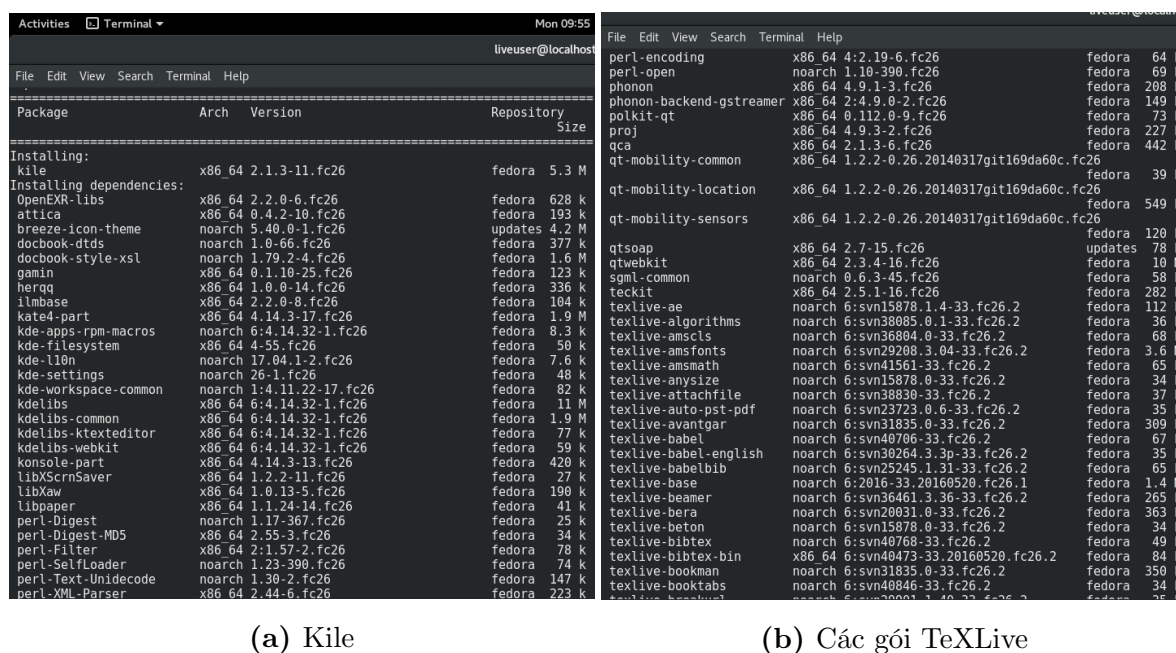 Activities Terminal Mon 09:55
liveuser@localhost
File Edit View Search Terminal Help
Package Arch Version Repository
Size
Installing:
kile x86_64 2.1.3-11.fc26 fedora 5.3 M
Installing dependencies:
OpenEXR-libs x86_64 2.2.0-6.fc26 fedora 628 k
attica x86_64 0.4.2-10.fc26 fedora 193 k
breeze-icon-theme noarch 5.40.0-1.fc26 updates 4.2 M
docbook-dtds noarch 1.0-66.fc26 fedora 377 k
docbook-style-xsl noarch 1.79.2-4.fc26 fedora 1.6 M
gamin x86_64 0.1.10-25.fc26 fedora 123 k
herqq x86_64 1.0.0-14.fc26 fedora 336 k
ilmbase x86_64 2.2.0-8.fc26 fedora 104 k
kate4-part x86_64 4.14.3-17.fc26 fedora 1.9 M
kde-apps-rpm-macros noarch 6:4.14.32-1.fc26 fedora 8.3 k
kde-filesystem x86_64 4-55.fc26 fedora 50 k
kde-l10n noarch 17.04.1-2.fc26 fedora 7.6 k
kde-settings noarch 26-1.fc26 fedora 48 k
kde-workspace-common noarch 1:4.11.22-17.fc26 fedora 82 k
kdelibs x86_64 6:4.14.32-1.fc26 fedora 11 M
kdelibs-common x86_64 6:4.14.32-1.fc26 fedora 1.9 M
kdelibs-ktexteditor x86_64 6:4.14.32-1.fc26 fedora 77 k
kdelibs-webkit x86_64 6:4.14.32-1.fc26 fedora 59 k
konsole-part x86_64 4.14.3-13.fc26 fedora 420 k
libXScrnSaver x86_64 1.2.2-11.fc26 fedora 27 k
libXaw x86_64 1.0.13-5.fc26 fedora 190 k
libpaper x86_64 1.1.24-14.fc26 fedora 41 k
perl-Digest noarch 1.17-367.fc26 fedora 25 k
perl-Digest-MD5 x86_64 2.55-3.fc26 fedora 34 k
perl-Filter x86_64 2:1.57-2.fc26 fedora 78 k
perl-SelfLoader noarch 1.23-390.fc26 fedora 74 k
perl-Text-Unidecode noarch 1.30-2.fc26 fedora 147 k
perl-XML-Parser x86_64 2.44-6.fc26 fedora 223 k
(a) Kile
File Edit View Search Terminal Help
perl-encoding x86_64 4:2.19-6.fc26 fedora 64
perl-open noarch 1.10-390.fc26 fedora 69
phonon x86_64 4.9.1-3.fc26 fedora 208
phonon-backend-gstreamer x86_64 2:4.9.0-2.fc26 fedora 149
polkit-qt x86_64 0.112.0-9.fc26 fedora 73
proj x86_64 4.9.3-2.fc26 fedora 227
qca x86_64 2.1.3-6.fc26 fedora 442
qt-mobility-common x86_64 1.2.2-0.26.20140317git169da60c.fc26
fedora 39
qt-mobility-location x86_64 1.2.2-0.26.20140317git169da60c.fc26
fedora 549
qt-mobility-sensors x86_64 1.2.2-0.26.20140317git169da60c.fc26
fedora 120
qtsoap x86_64 2.7-15.fc26 updates 78
qtwebkit x86_64 2.3.4-16.fc26 fedora 10
sgml-common noarch 0.6.3-45.fc26 fedora 58
teckit x86_64 2.5.1-16.fc26 fedora 282
texlive-ae noarch 6:svn15878.1.4-33.fc26.2 fedora 112
texlive-algorithms noarch 6:svn38085.0.1-33.fc26.2 fedora 36
texlive-amscls noarch 6:svn36804.0-33.fc26.2 fedora 68
texlive-amsfonts noarch 6:svn29208.3.04-33.fc26.2 fedora 3.6
texlive-amsmath noarch 6:svn41561-33.fc26.2 fedora 65
texlive-anysize noarch 6:svn15878.0-33.fc26.2 fedora 34
texlive-attachfile noarch 6:svn38830-33.fc26.2 fedora 37
texlive-auto-pst-pdf noarch 6:svn23723.0.6-33.fc26.2 fedora 35
texlive-avantgar noarch 6:svn31835.0-33.fc26.2 fedora 309
texlive-babel noarch 6:svn40706-33.fc26.2 fedora 67
texlive-babel-english noarch 6:svn30264.3.3p-33.fc26.2 fedora 35
texlive-babelbib noarch 6:svn25245.1.31-33.fc26.2 fedora 65
texlive-base noarch 6:2016-33.20160520.fc26.1 fedora 1.4
texlive-beamer noarch 6:svn36461.3.36-33.fc26.2 fedora 265
texlive-bera noarch 6:svn20031.0-33.fc26.2 fedora 363
texlive-beton noarch 6:svn15878.0-33.fc26.2 fedora 34
texlive-bibtex noarch 6:svn40768-33.fc26.2 fedora 49
texlive-bibtex-bin x86_64 6:svn40473-33.20160520.fc26.2 fedora 84
texlive-bookman noarch 6:svn31835.0-33.fc26.2 fedora 350
texlive-booktabs noarch 6:svn40846-33.fc26.2 fedora 34
(b) Các gói TeXLive